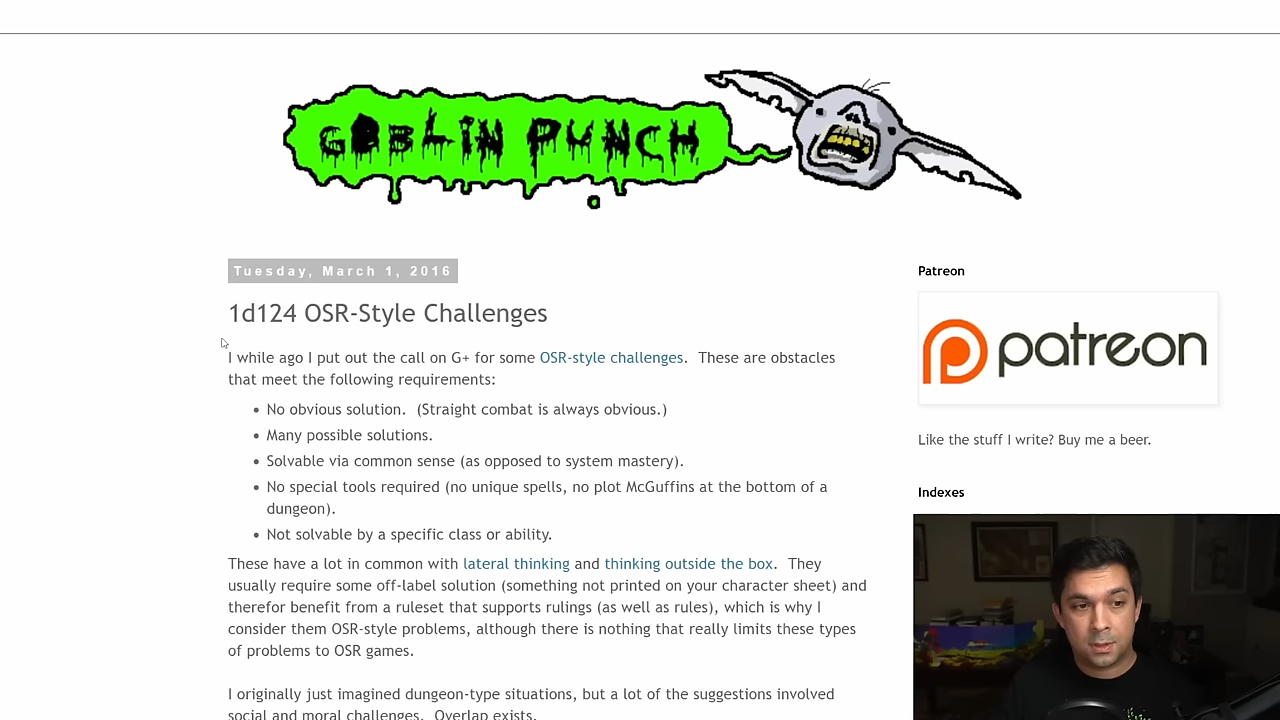 GOBLIN PUNCH
Tuesday, March 1, 2016
1d124 OSR-Style Challenges
I while ago I put out the call on G+ for some OSR-style challenges.  These are obstacles
that meet the following requirements:
• No obvious solution.  (Straight combat is always obvious.)
• Many possible solutions.
• Solvable via common sense (as opposed to system mastery).
• No special tools required (no unique spells, no plot McGuffins at the bottom of a
dungeon).
• Not solvable by a specific class or ability.
These have a lot in common with lateral thinking and thinking outside the box.  They
usually require some off-label solution (something not printed on your character sheet) and
therefor benefit from a ruleset that supports rulings (as well as rules), which is why I
consider them OSR-style problems, although there is nothing that really limits these types
of problems to OSR games.
I originally just imagined dungeon-type situations, but a lot of the suggestions involved
social and moral challenges.  Overlap exists.
Patreon
patreon
Like the stuff I write? Buy me a beer.
Indexes